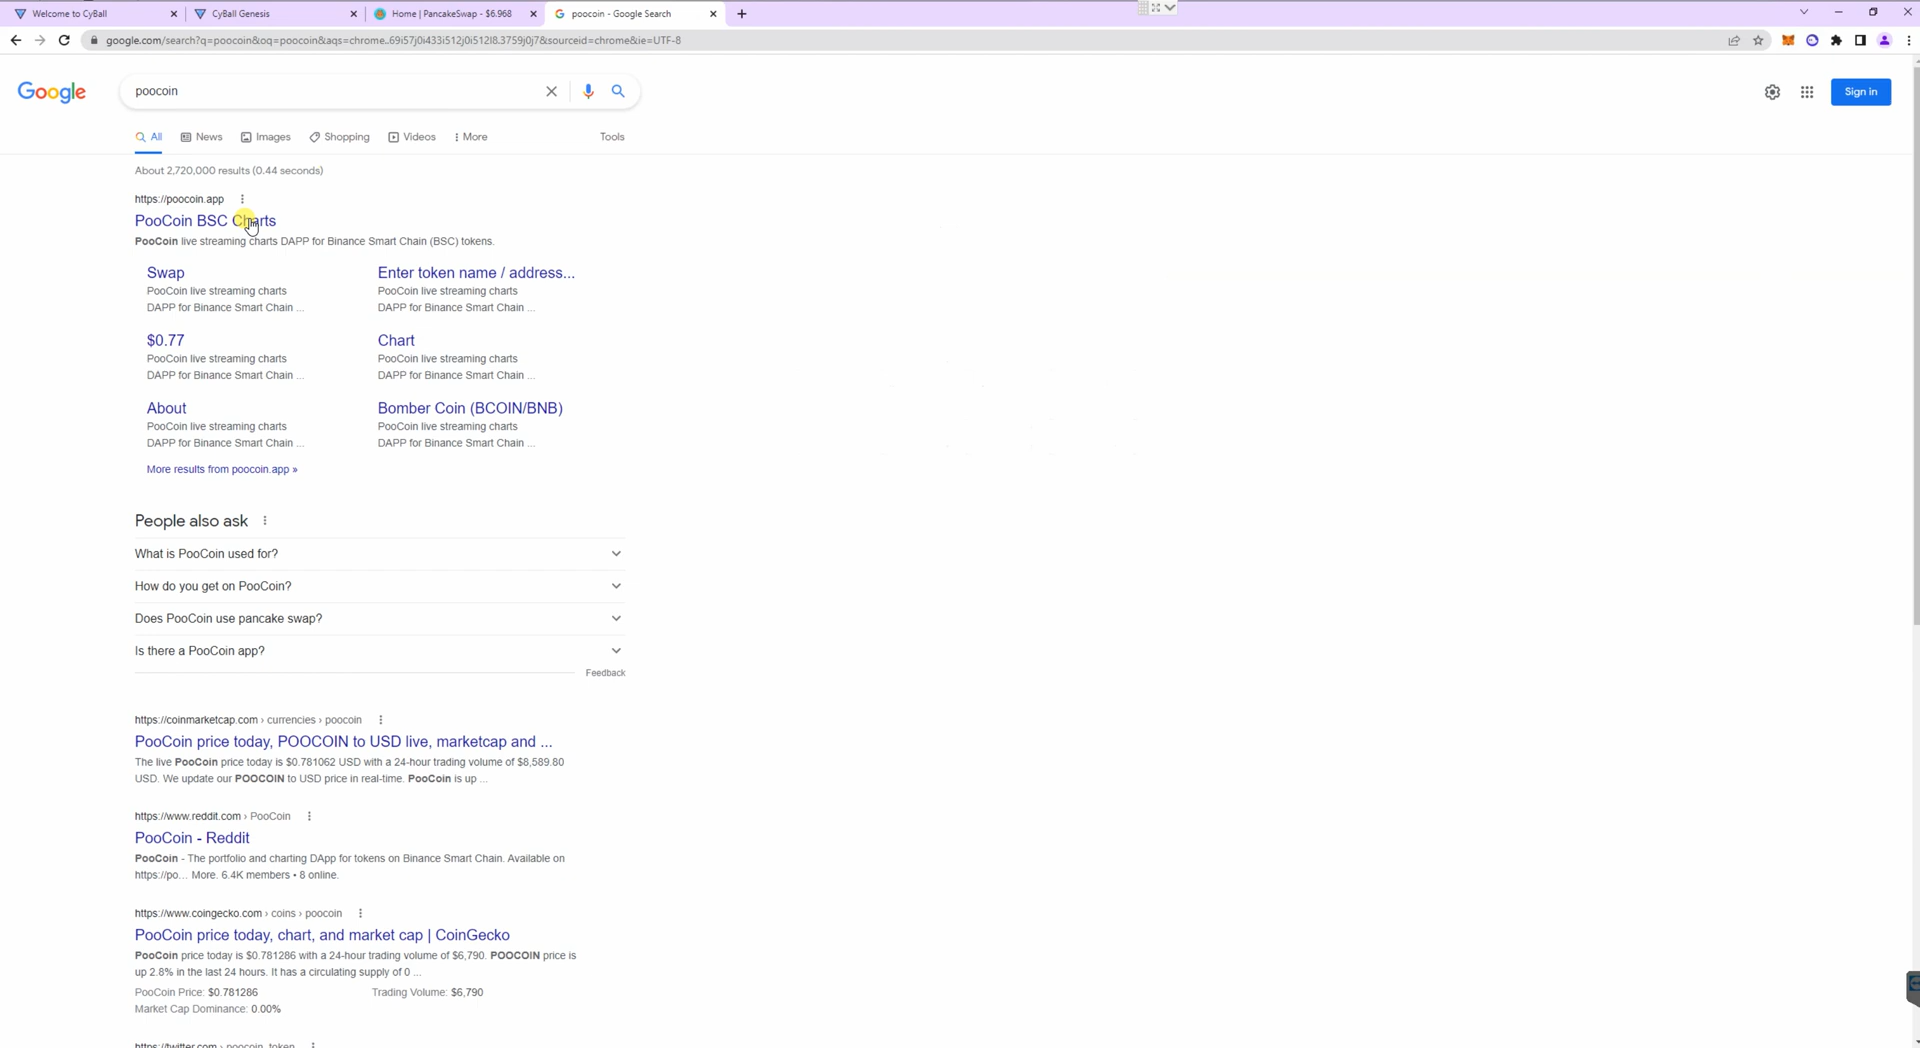 Welcome to CyBall
CyBall Genesis
Home | PancakeSwap - $6.968
poocoin - Google Search
google.com/search?q=poocoin&oq=poocoin&aqs=chrome..69i57j0i433i512j0i512l8.3759j0j7&sourceid=chrome&ie=UTF-8
Google
poocoin
Sign in
All
News
Images
Shopping
Videos
More
Tools
About 2,720,000 results (0.44 seconds)
https://poocoin.app
PooCoin BSC Charts
PooCoin live streaming charts DAPP for Binance Smart Chain (BSC) tokens.
Swap
PooCoin live streaming charts
DAPP for Binance Smart Chain ...
Enter token name / address...
PooCoin live streaming charts
DAPP for Binance Smart Chain ...
$0.77
PooCoin live streaming charts
DAPP for Binance Smart Chain ...
Chart
PooCoin live streaming charts
DAPP for Binance Smart Chain ...
About
PooCoin live streaming charts
DAPP for Binance Smart Chain ...
Bomber Coin (BCOIN/BNB)
PooCoin live streaming charts
DAPP for Binance Smart Chain ...
More results from poocoin.app »
People also ask
What is PooCoin used for?
How do you get on PooCoin?
Does PooCoin use pancake swap?
Is there a PooCoin app?
Feedback
https://coinmarketcap.com › currencies › poocoin
PooCoin price today, POOCOIN to USD live, marketcap and ...
The live PooCoin price today is $0.781062 USD with a 24-hour trading volume of $8,589.80
USD. We update our POOCOIN to USD price in real-time. PooCoin is up ...
https://www.reddit.com › PooCoin
PooCoin - Reddit
PooCoin - The portfolio and charting DApp for tokens on Binance Smart Chain. Available on
https://po... More. 6.4K members • 8 online.
https://www.coingecko.com › coins › poocoin
PooCoin price today, chart, and market cap | CoinGecko
PooCoin price today is $0.781286 with a 24-hour trading volume of $6,790. POOCOIN price is
up 2.8% in the last 24 hours. It has a circulating supply of 0 ...
PooCoin Price: $0.781286
Trading Volume: $6,790
Market Cap Dominance: 0.00%
https://twitter.com › poocoin_token